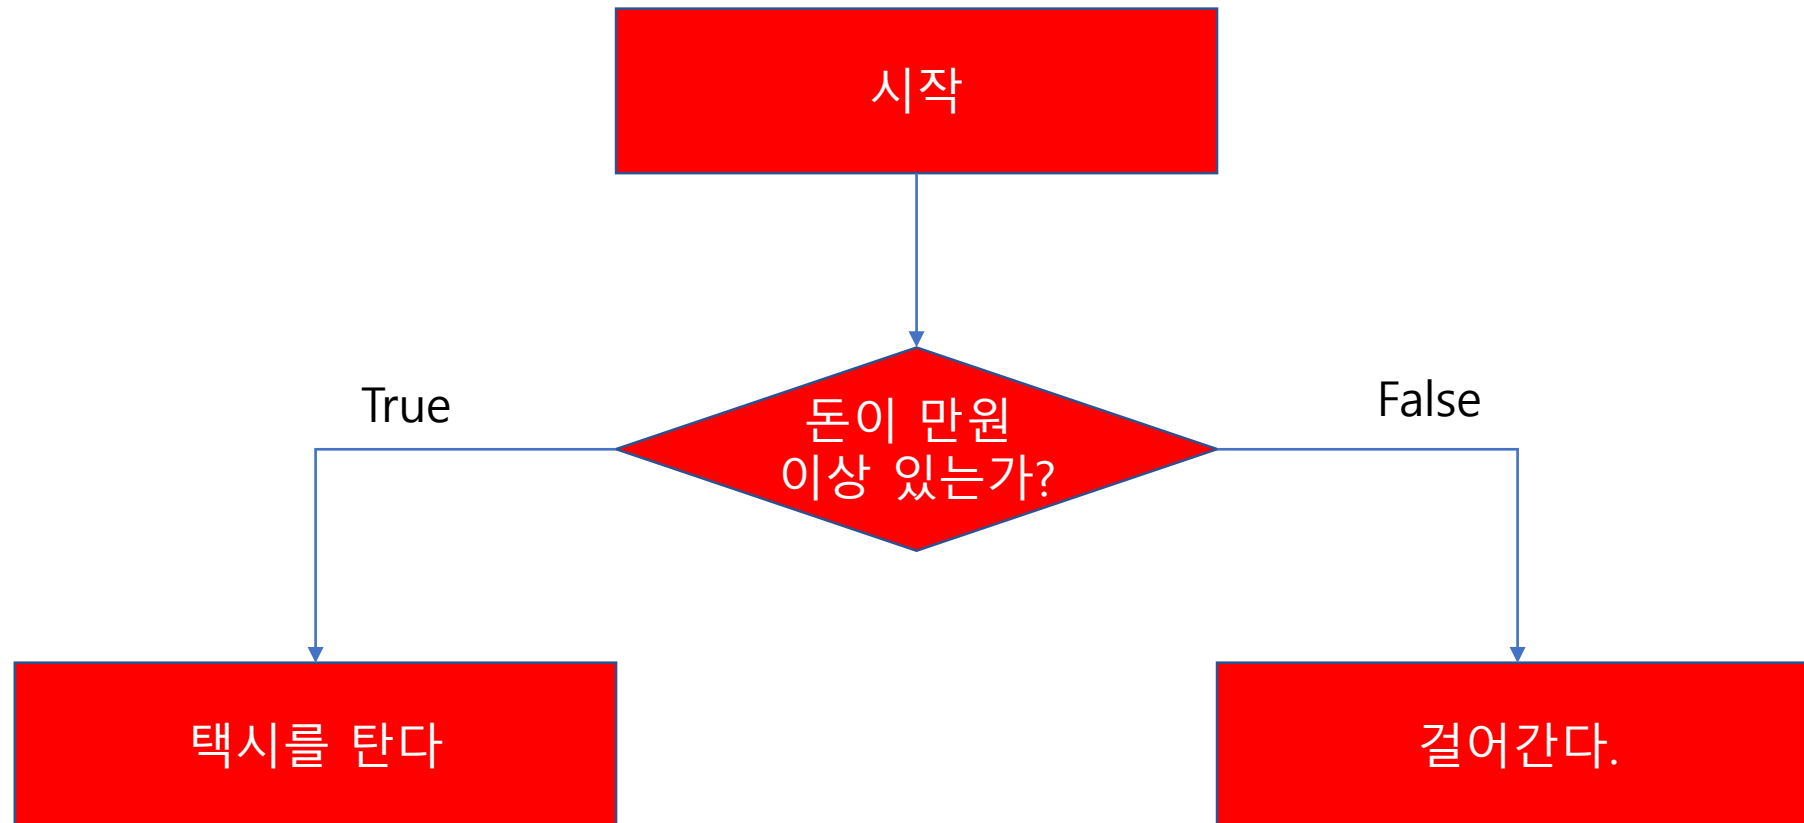 시작
True
False
돈이 만원
이상 있는가?
택시를 탄다
걸어간다.